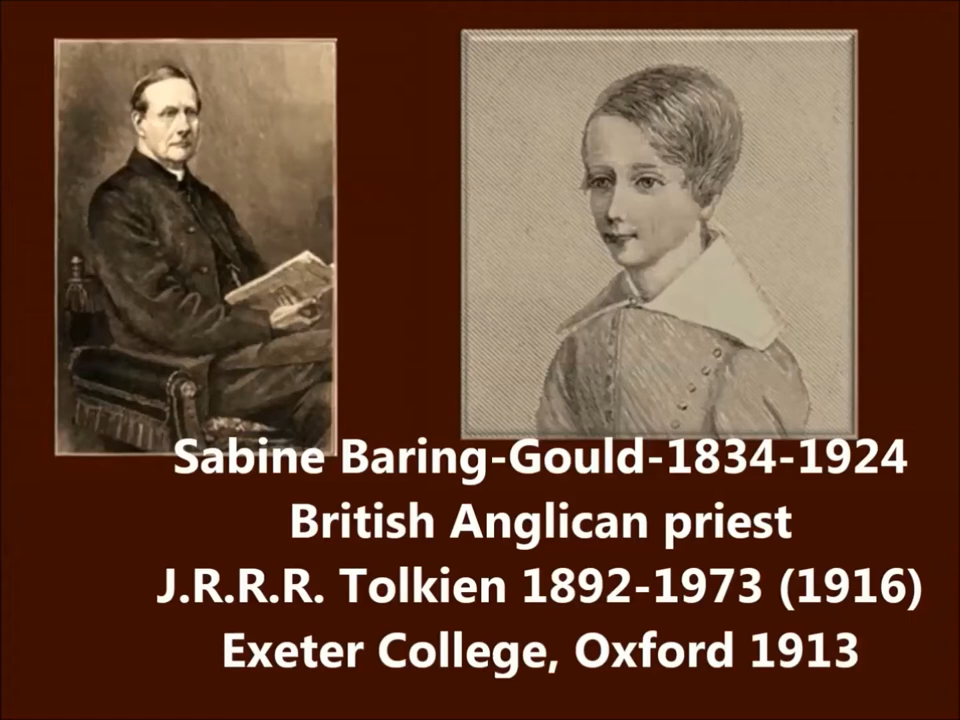 Sabine Baring-Gould-1834-1924
British Anglican priest
J.R.R.R. Tolkien 1892-1973 (1916)
Exeter College, Oxford 1913